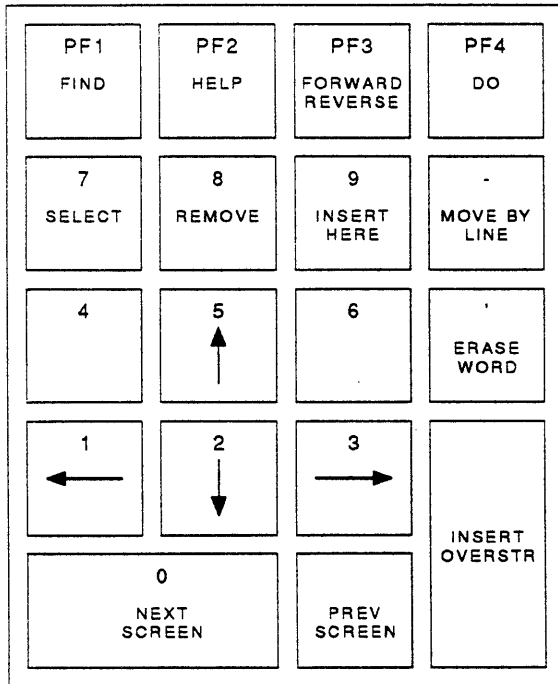 PF1
FIND
PF2
HELP
PF3
FORWARD
REVERSE
PF4
DO
7
SELECT
8
REMOVE
9
INSERT
HERE
-
MOVE BY
LINE
4
5
6
'
ERASE
WORD
1
2
3
INSERT
OVERSTR
0
NEXT
SCREEN
PREV
SCREEN